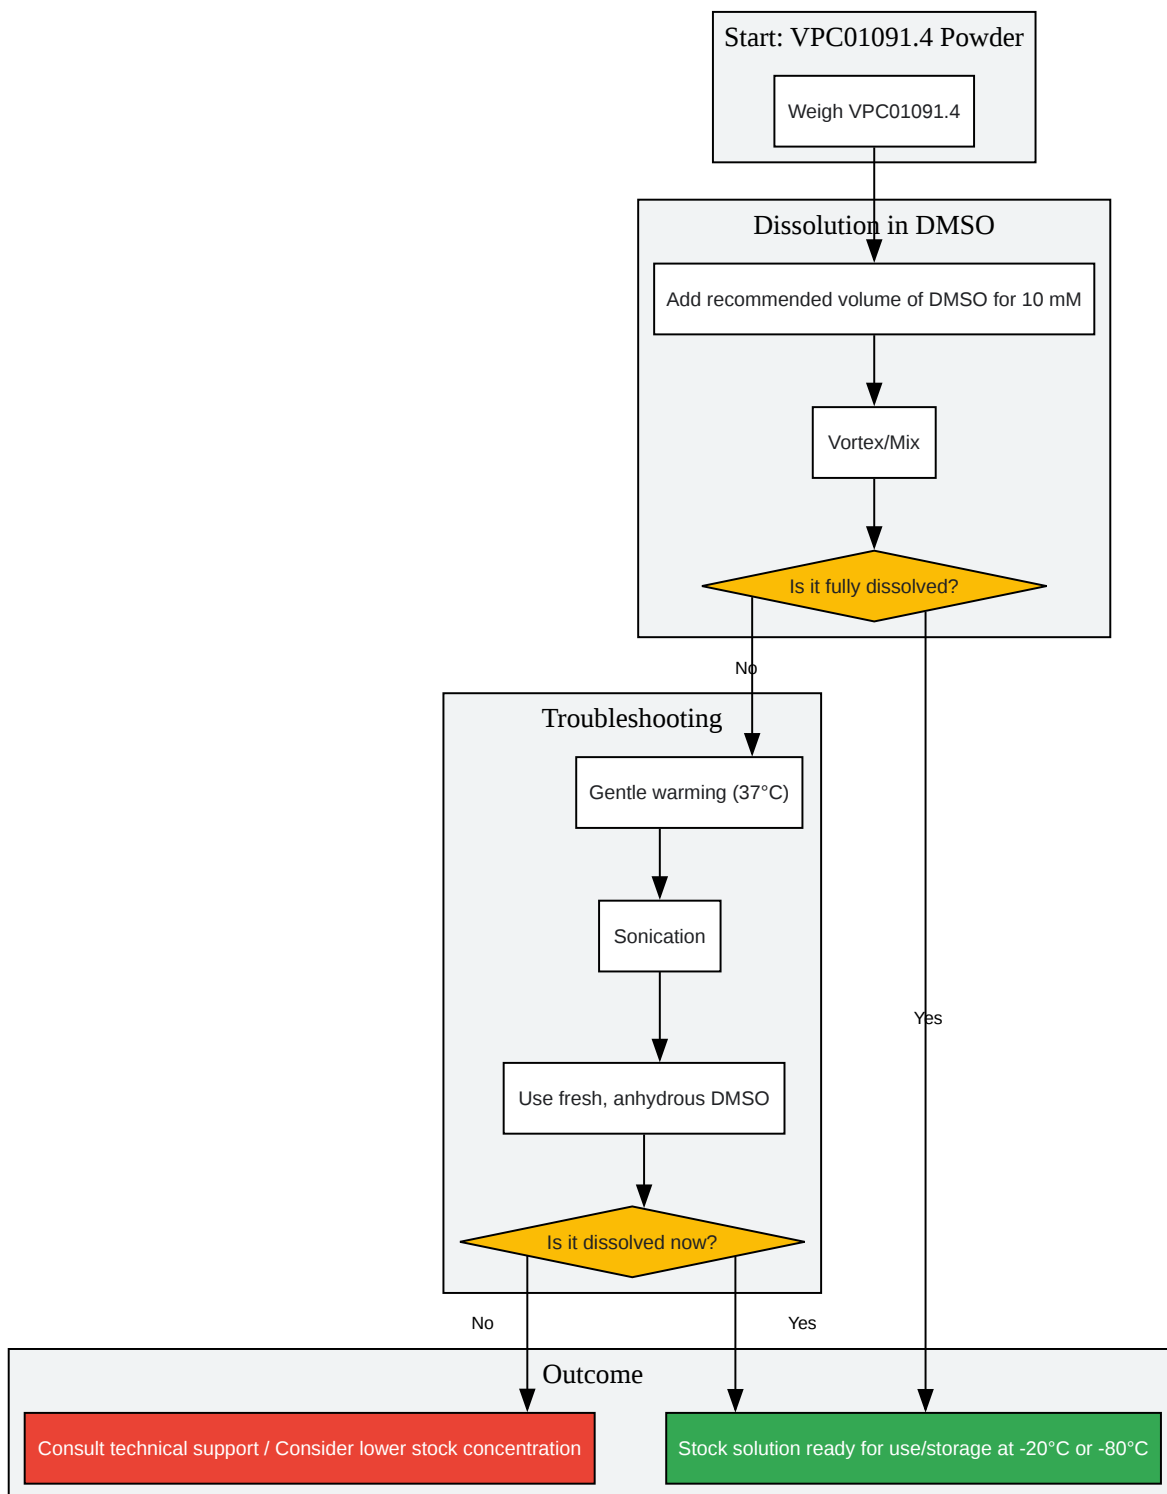 Start: VPC01091.4 Powder
Weigh VPC01091.4
Dissolution in DMSO
Add recommended volume of DMSO for 10 mM
Vortex/Mix
Is it fully dissolved?
No
Troubleshooting
Gentle warming (37°C)
Sonication
Yes
Use fresh, anhydrous DMSO
Is it dissolved now?
No
Yes
Outcome
Consult technical support / Consider lower stock concentration
Stock solution ready for use/storage at -20°C or -80°C